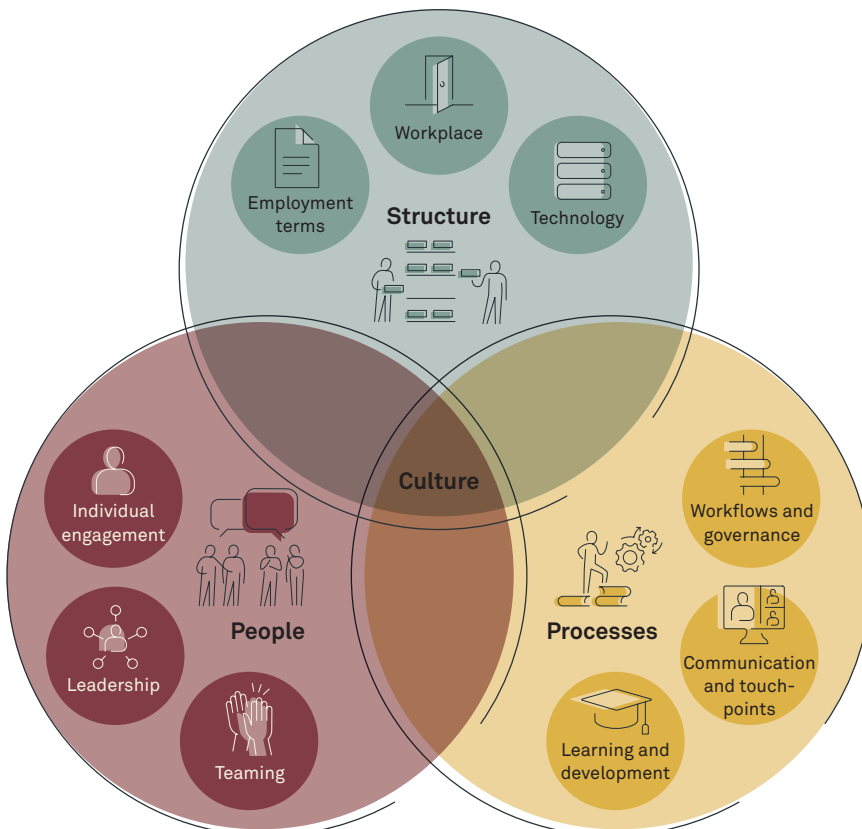 Workplace
Employment
terms
Technology
Structure
Culture
Individual
engagement
Leadership
Teaming
People
Processes
Workflows and
governance
Communication
and touch-
points
Learning and
development